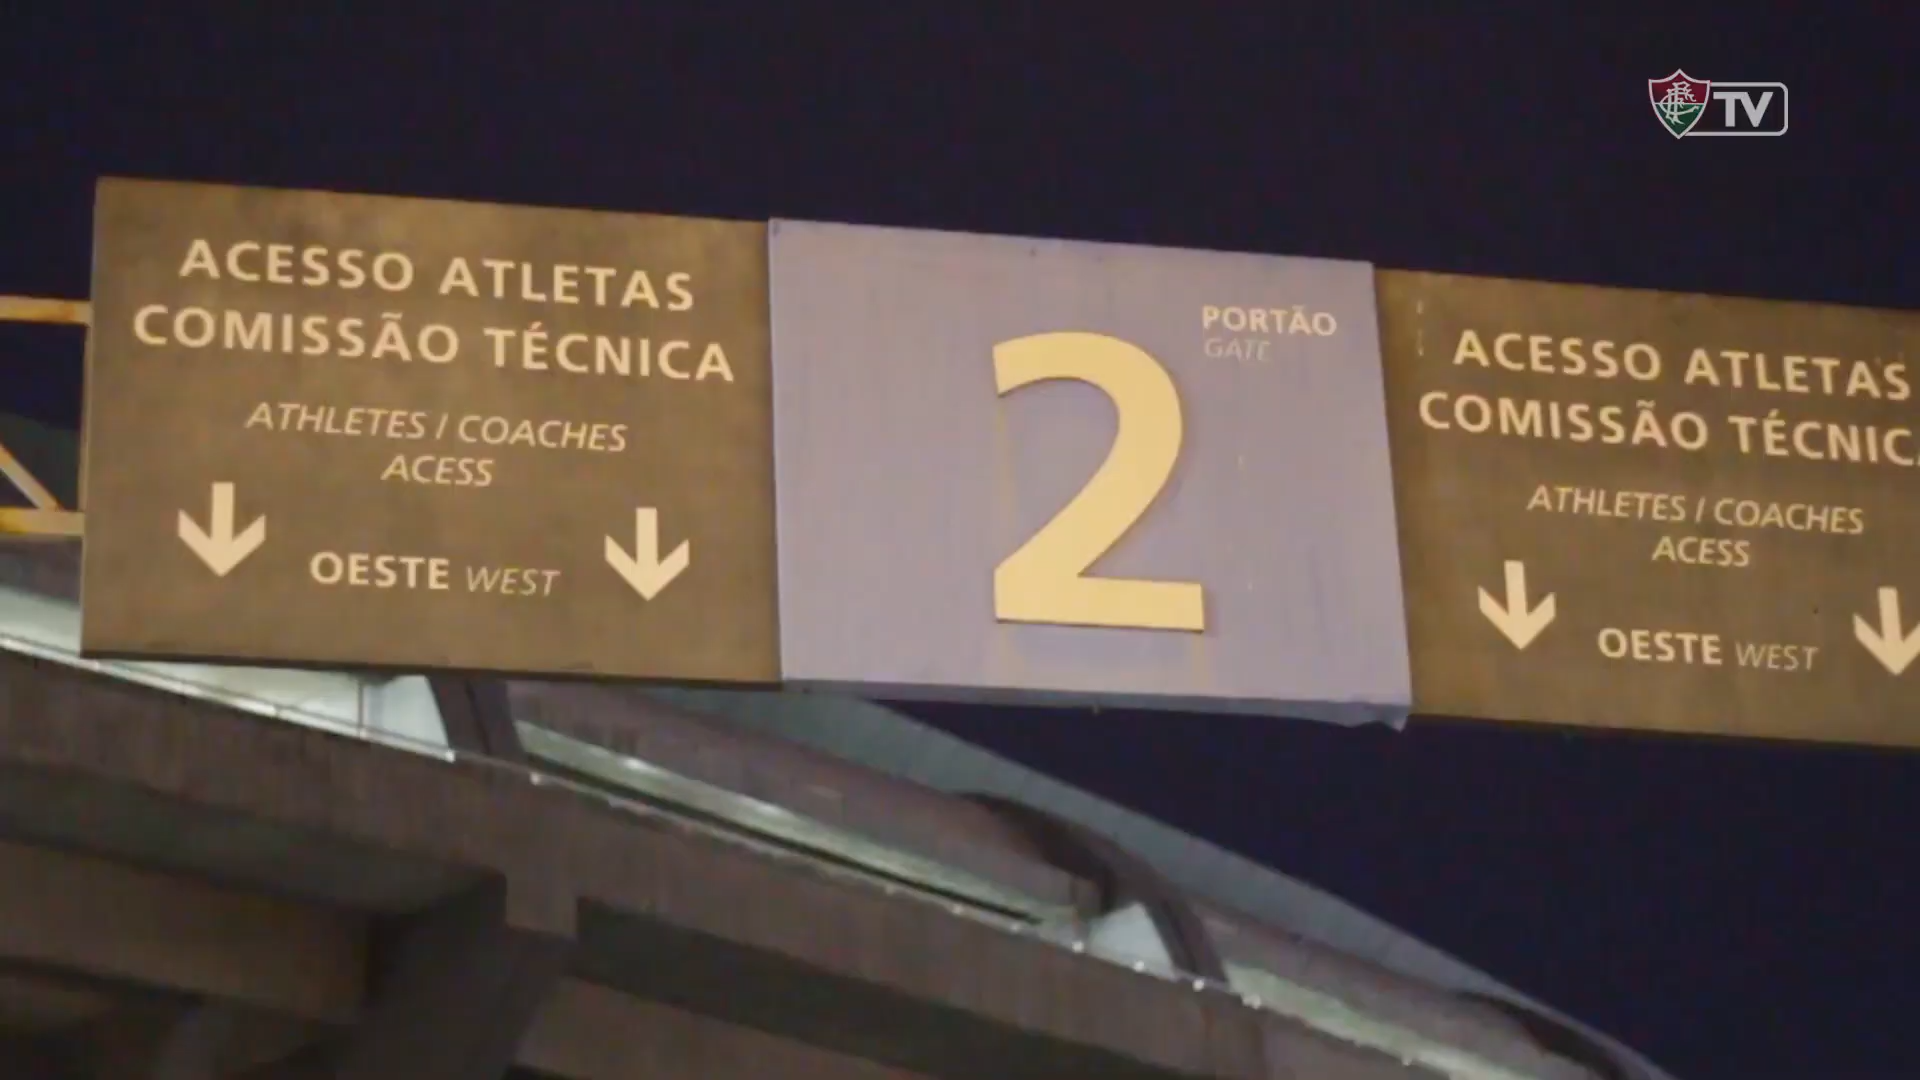 TV
ACESSO ATLETAS
COMISSÃO TÉCNICA
ATHLETES / COACHES
ACESS
OESTE WEST
PORTÃO
GATE
2
ACESSO ATLETAS
COMISSÃO TÉCNIC
ATHLETES / COACHES
ACESS
OESTE WEST